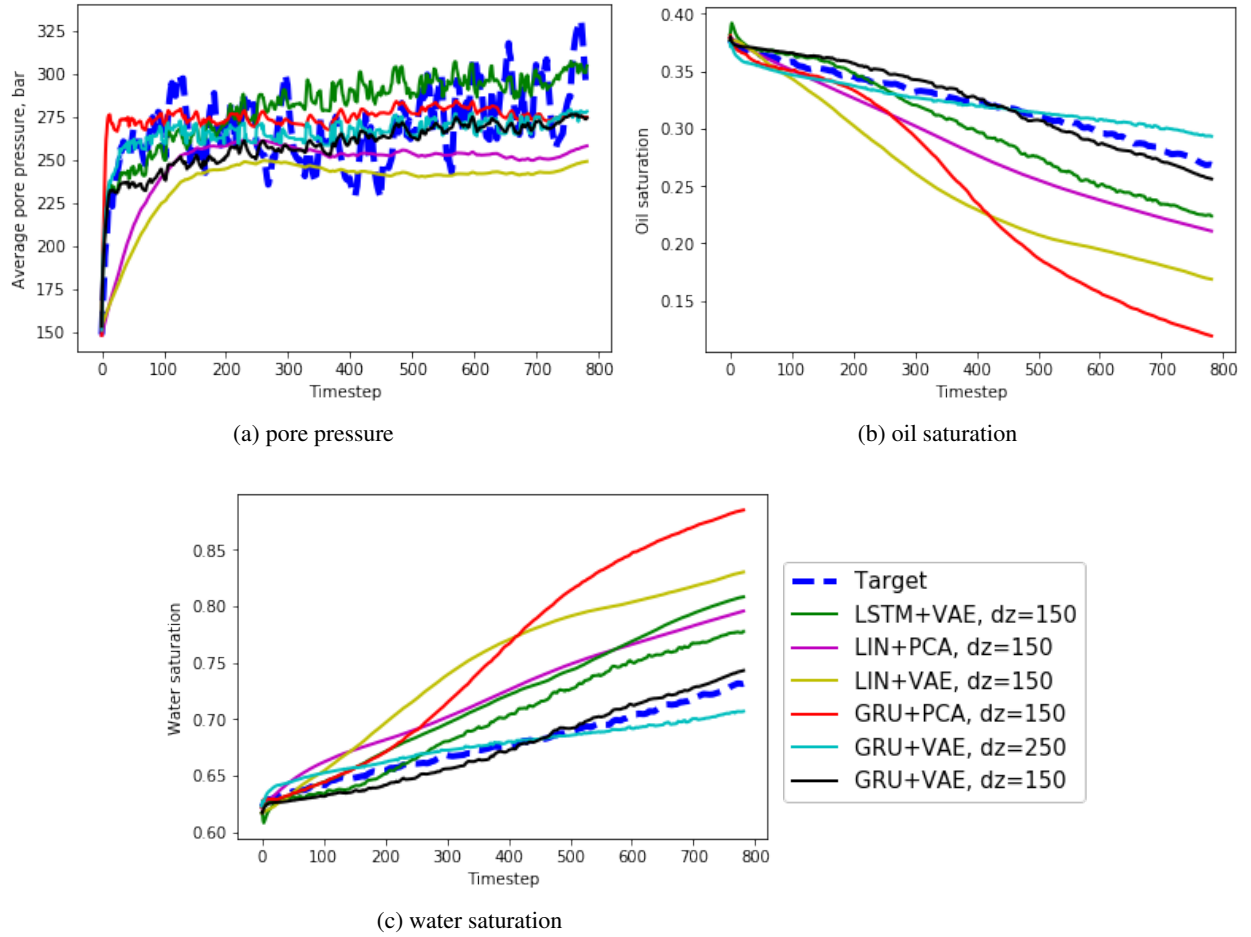 325
300
275
250
225
200
175
150
Average pore pressure, bar
0 100 200 300 400 500 600 700 800
Timestep
(a) pore pressure
0.40
0.35
0.30
0.25
0.20
0.15
Oil saturation
0 100 200 300 400 500 600 700 800
Timestep
(b) oil saturation
0.85
0.80
0.75
0.70
0.65
0.60
Water saturation
0 100 200 300 400 500 600 700 800
Timestep
(c) water saturation
Target
LSTM+VAE, dz=150
LIN+PCA, dz=150
LIN+VAE, dz=150
GRU+PCA, dz=150
GRU+VAE, dz=250
GRU+VAE, dz=150